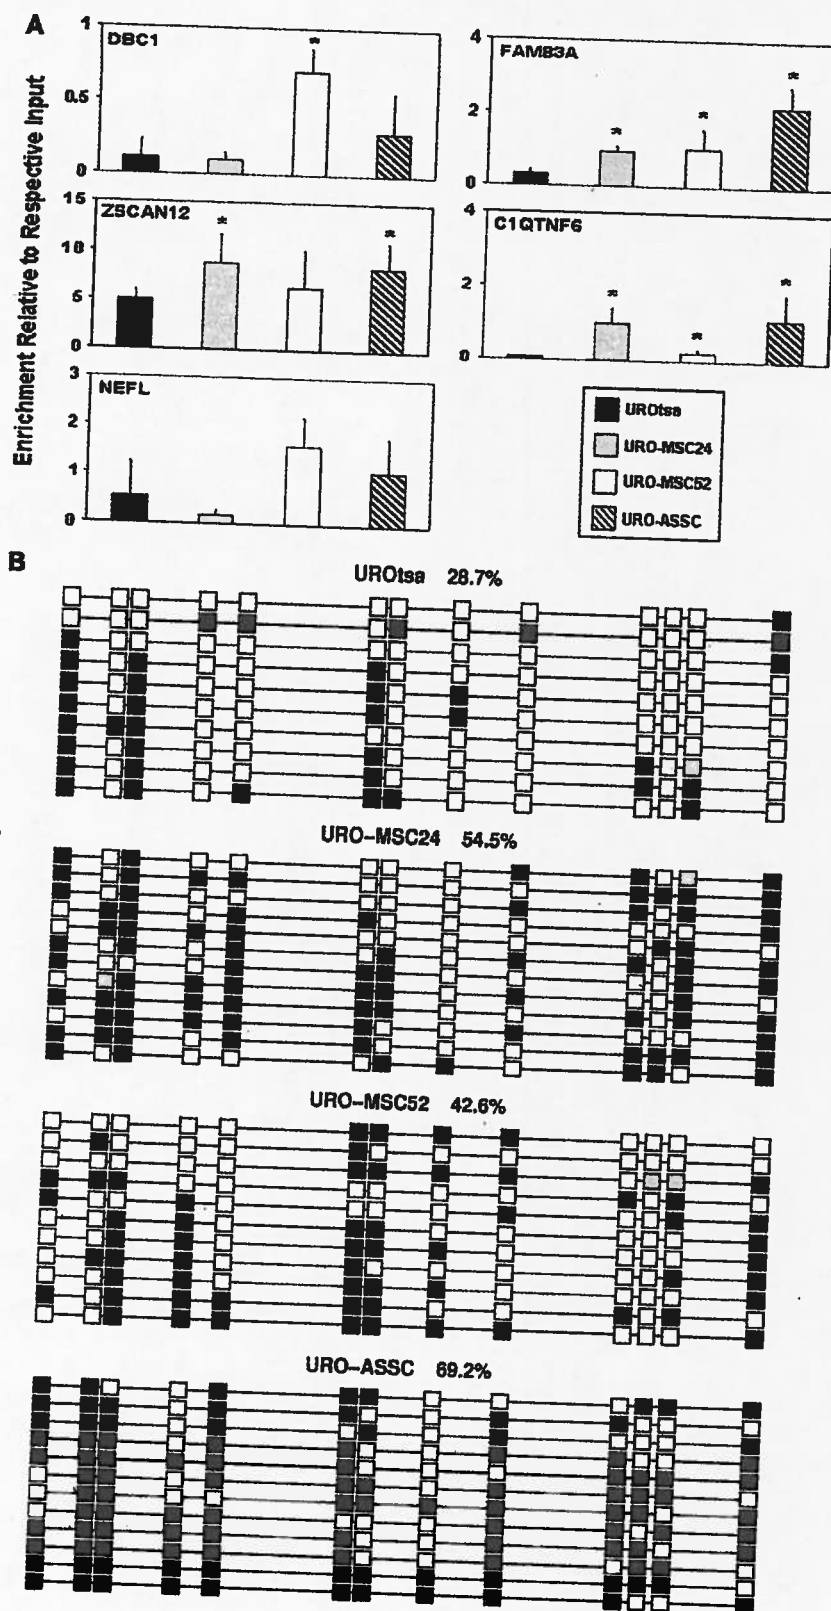 A
Enrichment Relative to Respective Input
DBC1
1
0.5
0
*
FAM83A
4
2
0
* * *
ZSCAN12
15
10
5
0
* *
C1QTNF6
4
2
0
* * *
NEFL
3
2
1
0
UROtsa
URO-MSC24
URO-MSC52
URO-ASSC
B
UROtsa 28.7%
URO-MSC24 54.5%
URO-MSC52 42.6%
URO-ASSC 69.2%